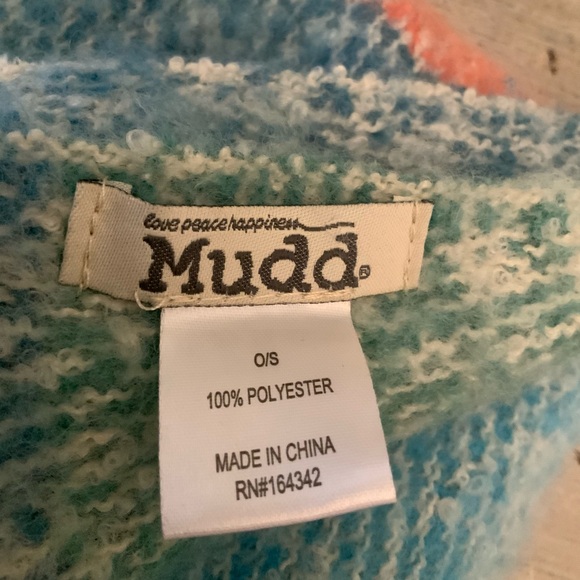 love peace happiness
Mudd®
O/S
100% POLYESTER
MADE IN CHINA
RN#164342